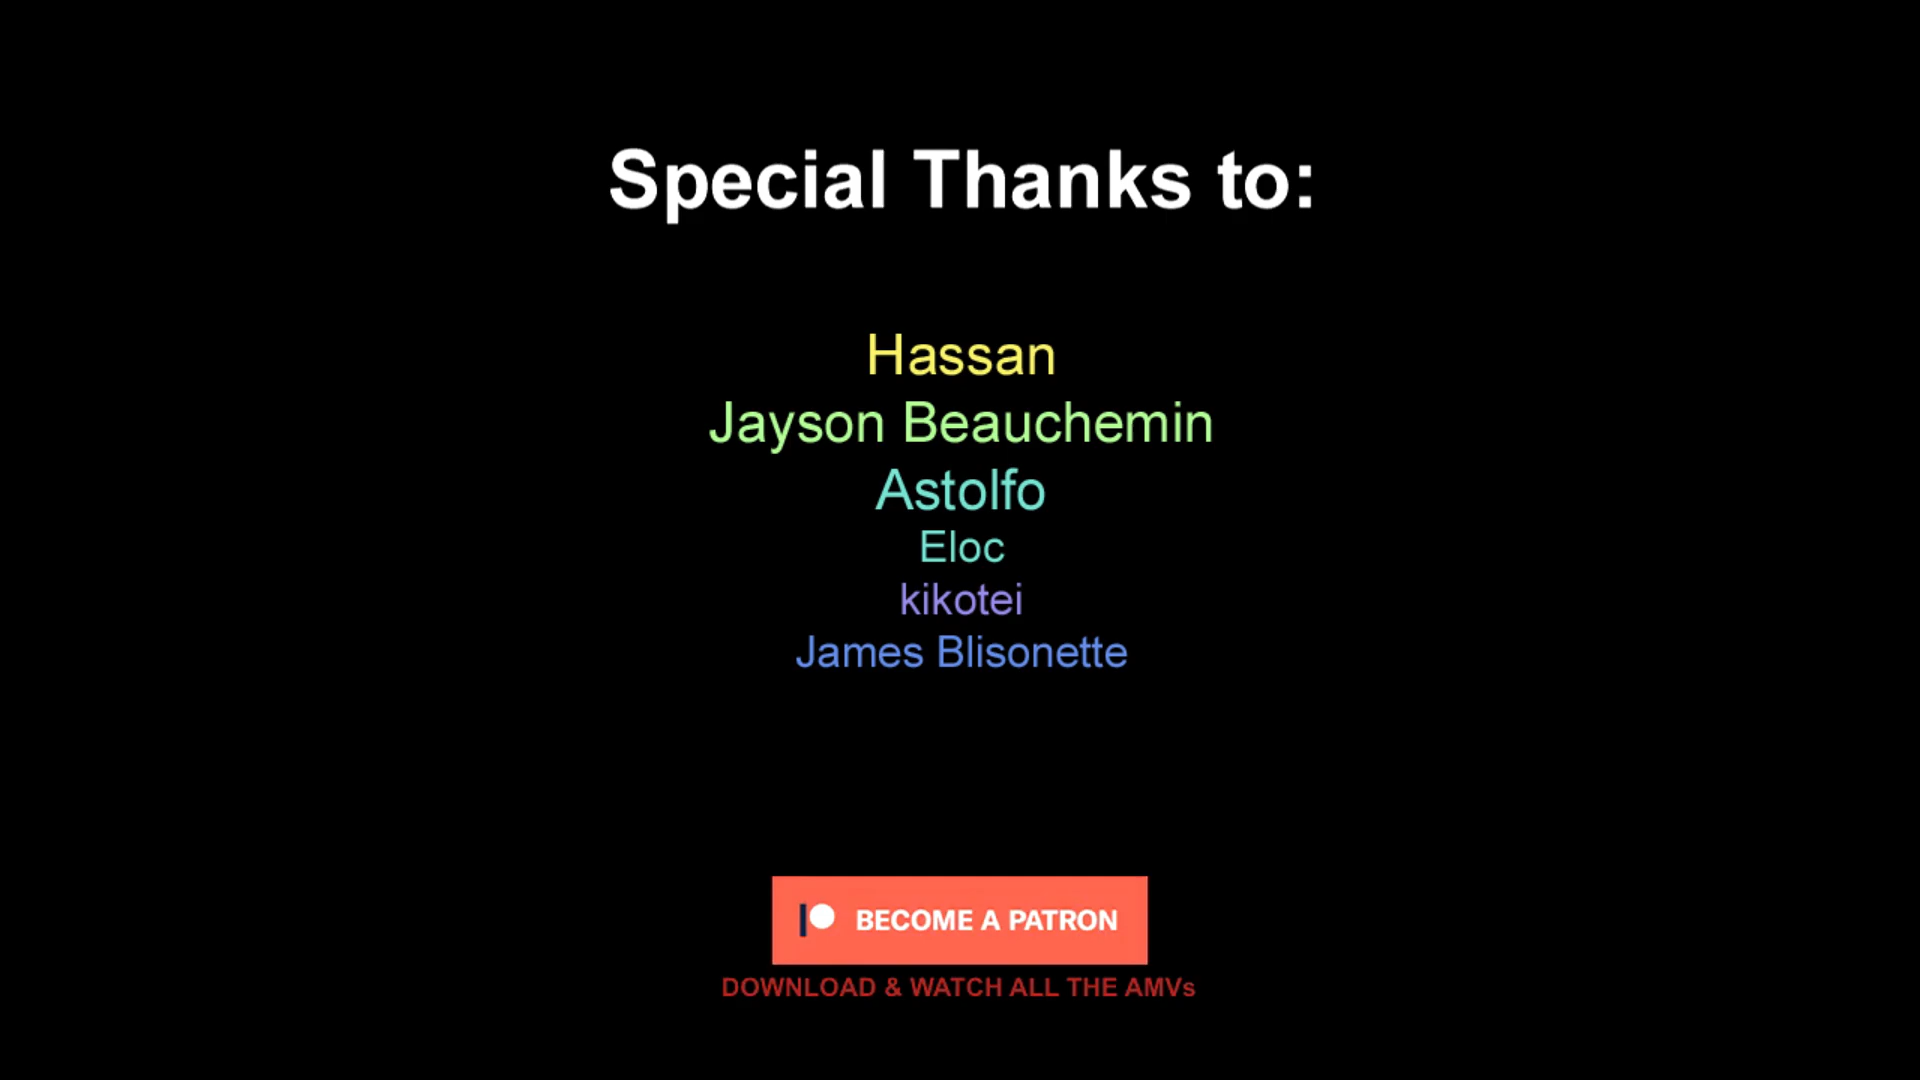 Special Thanks to:
Hassan
Jayson Beauchemin
Astolfo
Eloc
kikotei
James Blisonette
BECOME A PATRON
DOWNLOAD & WATCH ALL THE AMVs